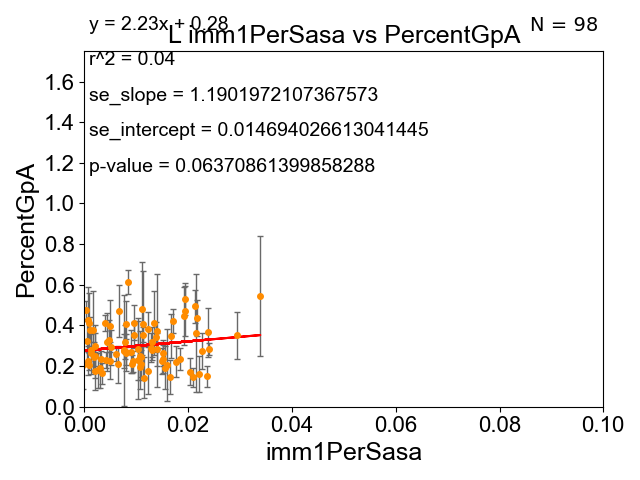 y = 2.23x + 0.28
N = 98
L imm1PerSasa vs PercentGpA
r^2 = 0.04
se_slope = 1.1901972107367573
se_intercept = 0.014694026613041445
p-value = 0.06370861399858288
PercentGpA
1.6
1.4
1.2
1.0
0.8
0.6
0.4
0.2
0.0
0.00 0.02 0.04 0.06 0.08 0.10
imm1PerSasa